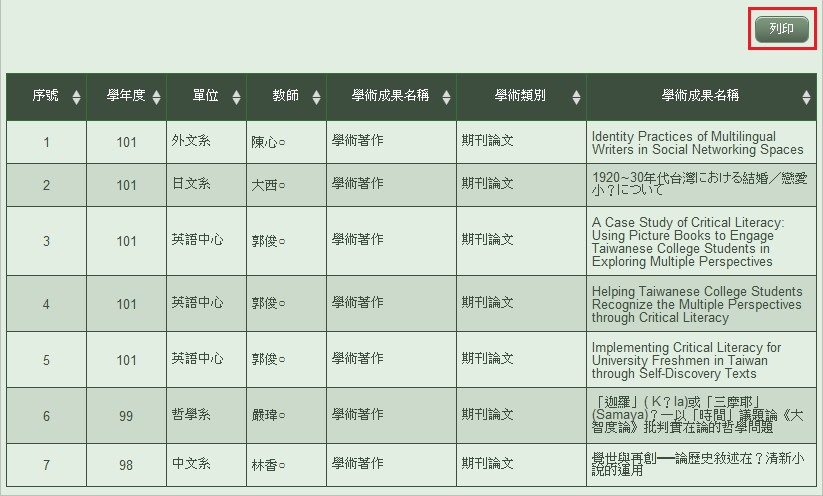 列印
序號 學年度 單位 教師 學術成果名稱 學術類別 學術成果名稱
1 101 外文系 陳心○ 學術著作 期刊論文 Identity Practices of Multilingual
Writers in Social Networking Spaces
2 101 日文系 大西○ 學術著作 期刊論文 1920~30年代台灣における結婚／戀愛
小？について
3 101 英語中心 郭俊○ 學術著作 期刊論文 A Case Study of Critical Literacy:
Using Picture Books to Engage
Taiwanese College Students in
Exploring Multiple Perspectives
4 101 英語中心 郭俊○ 學術著作 期刊論文 Helping Taiwanese College Students
Recognize the Multiple Perspectives
through Critical Literacy
5 101 英語中心 郭俊○ 學術著作 期刊論文 Implementing Critical Literacy for
University Freshmen in Taiwan
through Self-Discovery Texts
6 99 哲學系 嚴瑋○ 學術著作 期刊論文 「迦羅」( K？la)或「三摩耶」
(Samaya)？—以「時間」議題論《大
智度論》批判實在論的哲學問題
7 98 中文系 林香○ 學術著作 期刊論文 覺世與再創──論歷史敘述在？清新小
說的運用